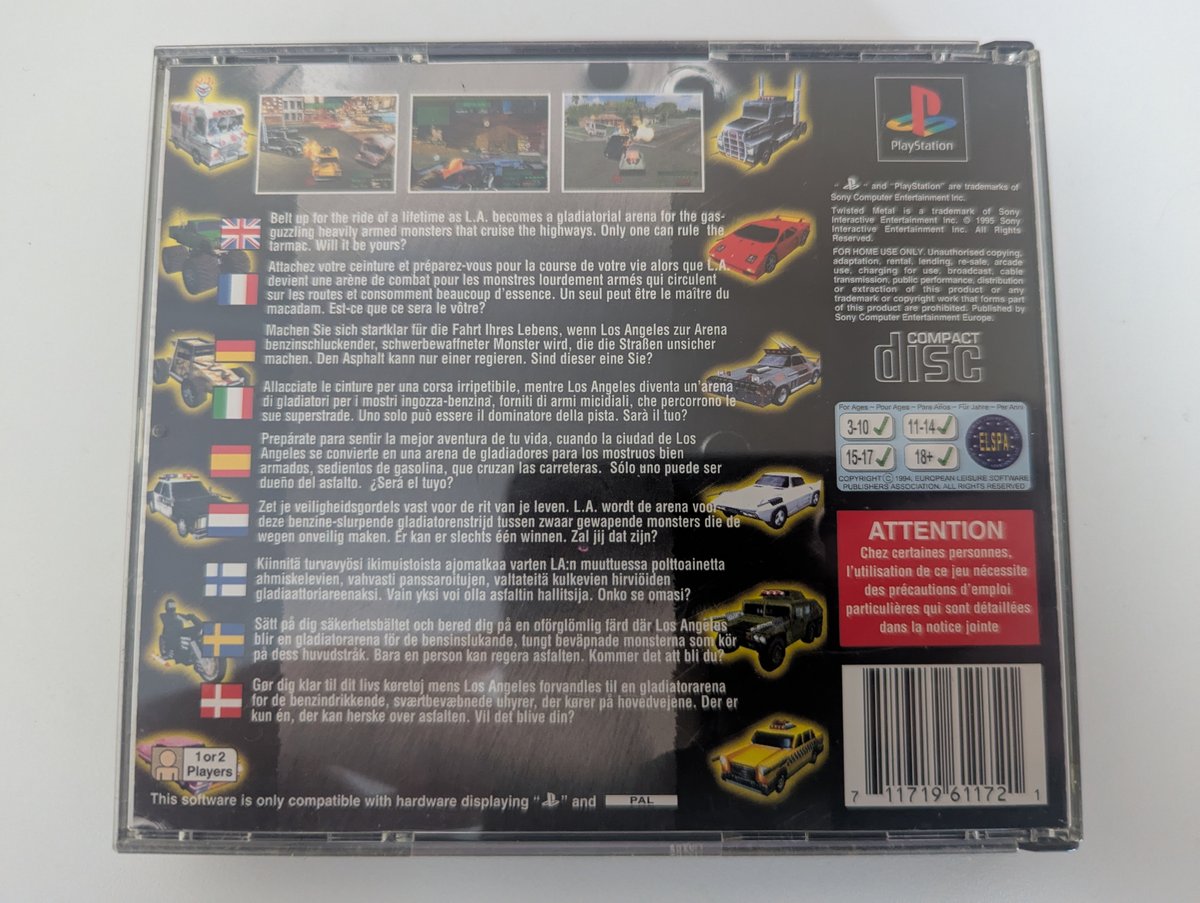 Belt up for the ride of a lifetime as L.A. becomes a gladiatorial arena for the gas-
guzzling heavily armed monsters that cruise the highways. Only one can rule the
tarmac. Will it be yours?
Attachez votre ceinture et préparez-vous pour la course de votre vie alors que L.A.
devient une arène de combat pour les monstres lourdement armés qui circulent
sur les routes et consomment beaucoup d'essence. Un seul peut être le maître du
macadam. Est-ce que ce sera le vôtre?
Machen Sie sich startklar für die Fahrt Ihres Lebens, wenn Los Angeles zur Arena
benzinschluckender, schwerbewaffneter Monster wird, die die Straßen unsicher
machen. Den Asphalt kann nur einer regieren. Sind dieser eine Sie?
Allacciate le cinture per una corsa irripetibile, mentre Los Angeles diventa un'arena
di gladiatori per i mostri ingozza-benzina, forniti di armi micidiali, che percorrono le
sue superstrade. Uno solo può essere il dominatore della pista. Sarà il tuo?
Prepárate para sentir la mejor aventura de tu vida, cuando la ciudad de Los
Angeles se convierte en una arena de gladiadores para los mostruos bien
armados, sedientos de gasolina, que cruzan las carreteras. Sólo uno puede ser
dueño del asfalto. ¿Será el tuyo?
Zet je veiligheidsgordels vast voor de rit van je leven. L.A. wordt de arena voor
deze benzine-slurpende gladiatorenstrijd tussen zwaar gewapende monsters die de
wegen onveilig maken. Er kan er slechts één winnen. Zal jij dat zijn?
Kiinnitä turvavyösi ikimuistoista ajomatkaa varten LA:n muuttuessa polttoainetta
ahmiskelevien, vahvasti panssaroitujen, valtateitä kulkevien hirviöiden
gladiaattoriareenaksi. Vain yksi voi olla asfaltin hallitsija. Onko se omasi?
Sätt på dig säkerhetsbältet och bered dig på en oförglömlig färd där Los Angeles
blir en gladiatorarena för de bensinslukande, tungt beväpnade monsterna som kör
på dess huvudstråk. Bara en person kan regera asfalten. Kommer det att bli du?
Gør dig klar til dit livs køretøj mens Los Angeles forvandles til en gladiatorarena
for de benzindrikkende, sværtbevæbnede uhyrer, der kører på hovedvejene. Der er
kun én, der kan herske over asfalten. Vil det blive din?
1 or 2
Players
This software is only compatible with hardware displaying "" and PAL
PlayStation
"" and "PlayStation" are trademarks of
Sony Computer Entertainment Inc.
Twisted Metal is a trademark of Sony
Interactive Entertainment Inc. © 1995 Sony
Interactive Entertainment Inc. All Rights
Reserved.
FOR HOME USE ONLY. Unauthorised copying,
adaptation, rental, lending, re-sale, arcade
use, charging for use, broadcast, cable
transmission, public performance, distribution
or extraction of this product or any
trademark or copyright work that forms part
of this product are prohibited. Published by
Sony Computer Entertainment Europe.
COMPACT
disc
For Ages – Pour Ages – Para Años – Für Jahre – Per Anni
3-10 11-14
15-17 18+
ELSPA
COPYRIGHT © 1994, EUROPEAN LEISURE SOFTWARE
PUBLISHERS ASSOCIATION. ALL RIGHTS RESERVED
ATTENTION
Chez certaines personnes,
l'utilisation de ce jeu nécessite
des précautions d'emploi
particulières qui sont détaillées
dans la notice jointe
7 11719 61172 1